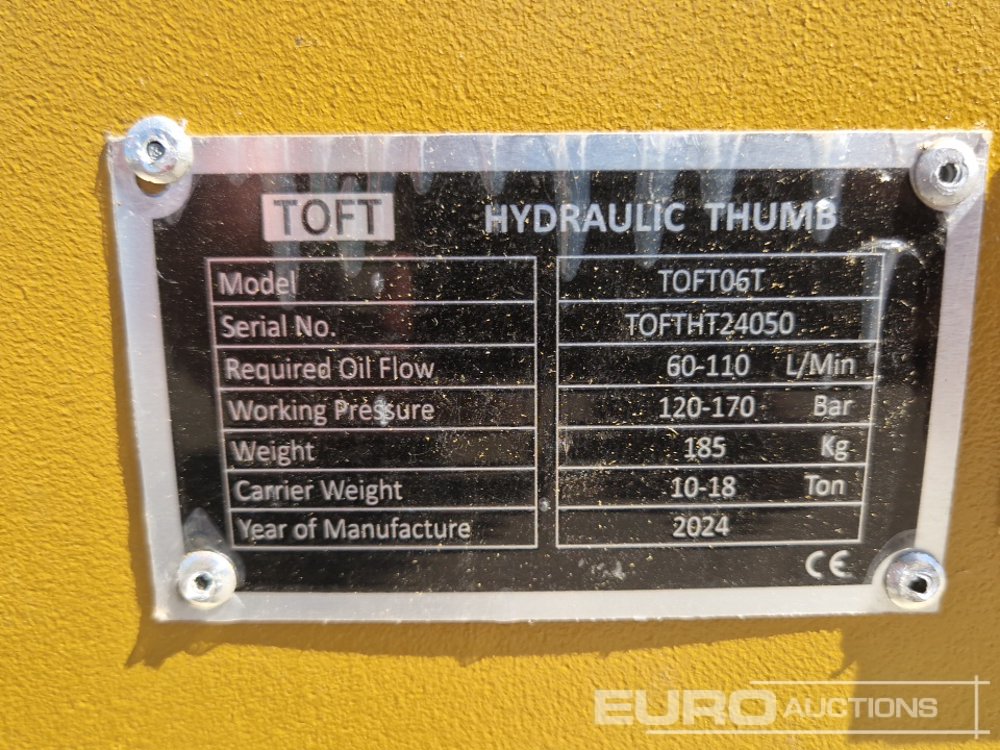 TOFT HYDRAULIC THUMB
Model TOFT06T
Serial No. TOFTHT24050
Required Oil Flow 60-110 L/Min
Working Pressure 120-170 Bar
Weight 185 Kg
Carrier Weight 10-18 Ton
Year of Manufacture 2024
CE
EURO AUCTIONS